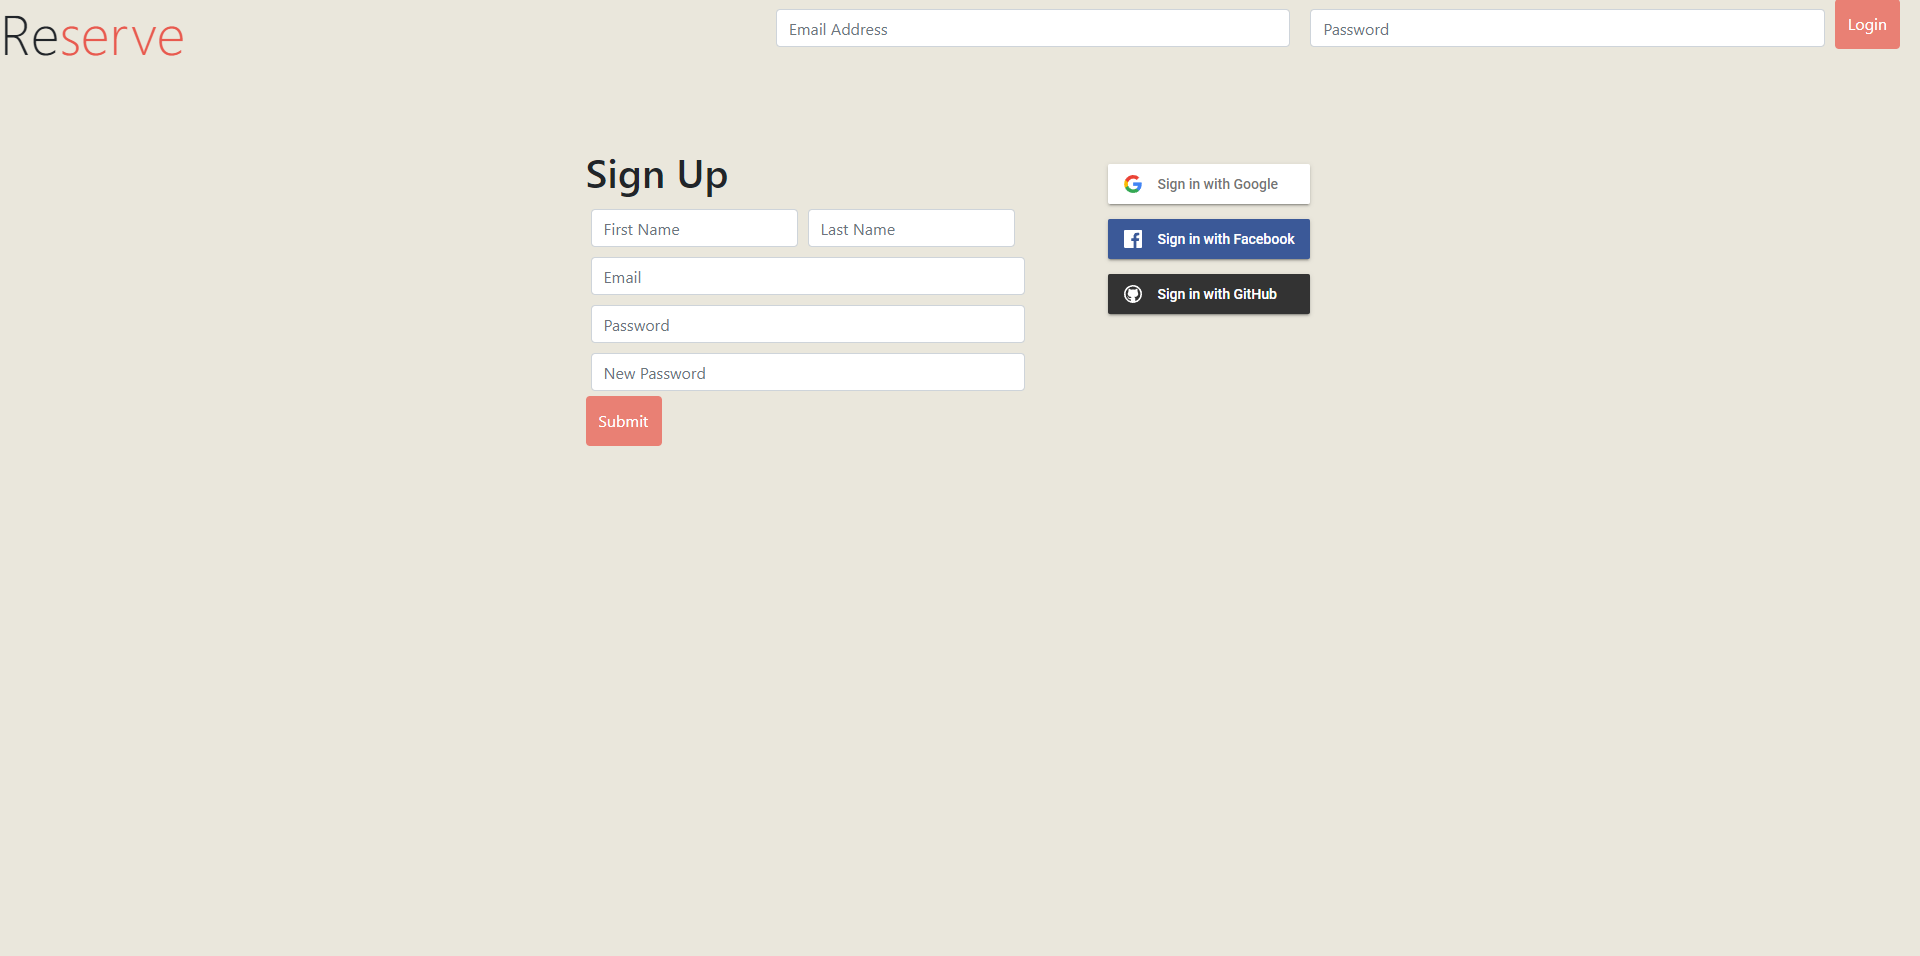 Reserve
Email Address
Password
Login
Sign Up
First Name
Last Name
Email
Password
New Password
Submit
Sign in with Google
Sign in with Facebook
Sign in with GitHub